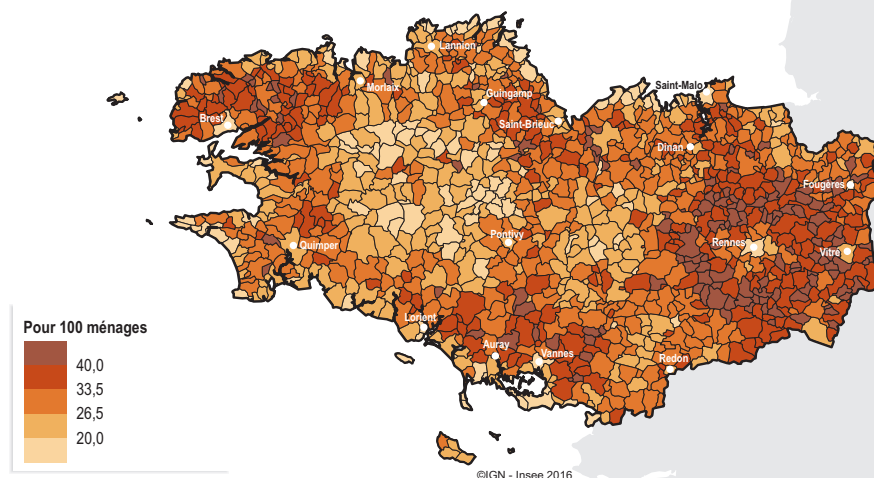 Lannion
Morlaix
Saint-Malo
Guingamp
Brest
Saint-Brieuc
Dinan
Fougères
Quimper
Pontivy
Rennes
Vitré
Pour 100 ménages
40,0
33,5
26,5
20,0
Lorient
Auray
Vannes
Redon
©IGN - Insee 2016